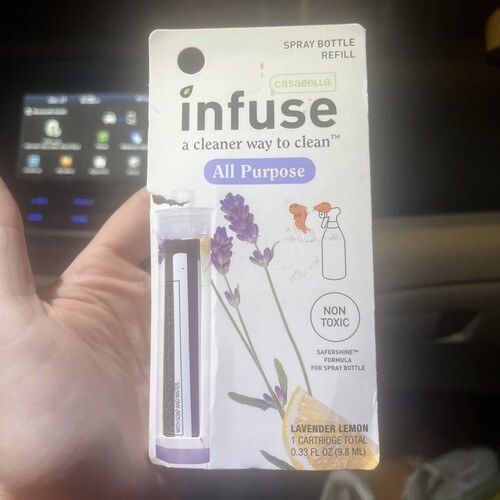 SPRAY BOTTLE
REFILL
casabella
infuse
a cleaner way to clean™
All Purpose
NON
TOXIC
SAFERSHINE™
FORMULA
FOR SPRAY BOTTLE
LAVENDER LEMON
1 CARTRIDGE TOTAL
0.33 FL OZ (9.8 ML)